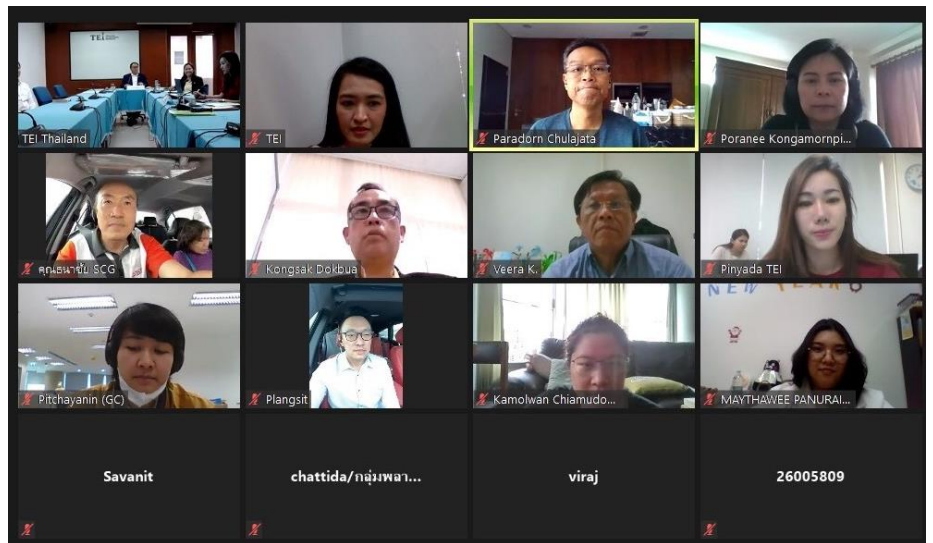 TEI
TEI Thailand
TEI
Paradorn Chulajata
Poranee Kongamornpi...
คุณธนาชัย SCG
Kongsak Dokbua
Veera K.
Pinyada TEI
NEW YEAR
Pitchayanin (GC)
Plangsit
Kamolwan Chiamudo...
MAYTHAWEE PANURAI...
Savanit
chattida/กลุ่มพลา...
viraj
26005809